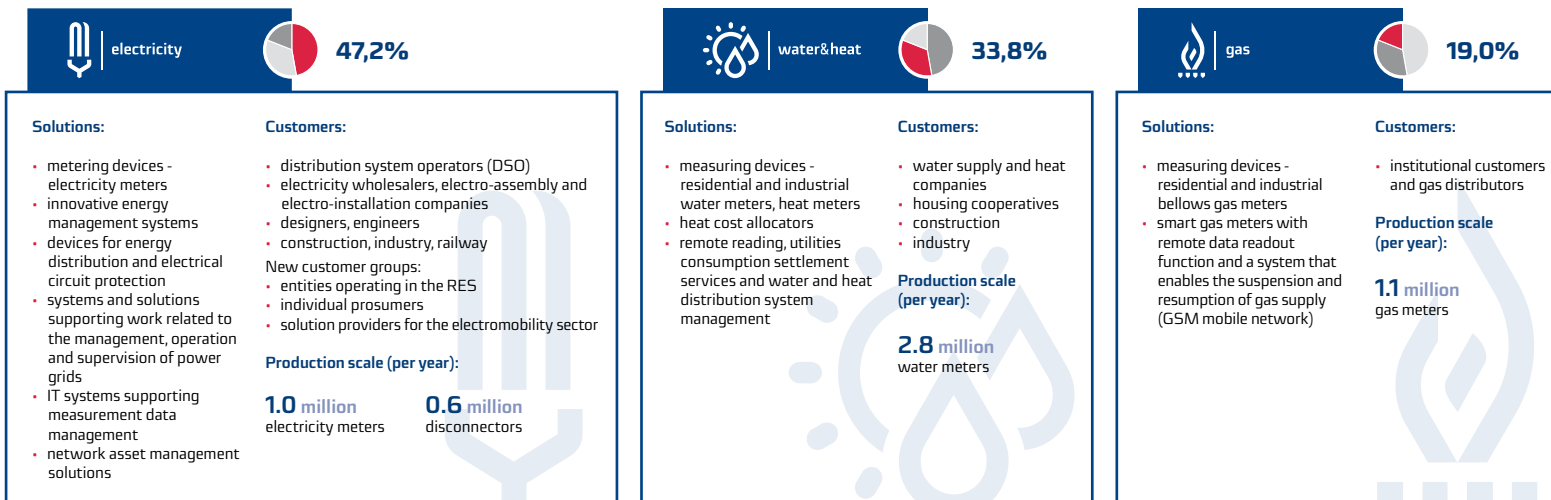 electricity
47,2%
Solutions:
• metering devices -
electricity meters
• innovative energy
management systems
• devices for energy
distribution and electrical
circuit protection
• systems and solutions
supporting work related to
the management, operation
and supervision of power
grids
• IT systems supporting
measurement data
management
• network asset management
solutions
Customers:
• distribution system operators (DSO)
• electricity wholesalers, electro-assembly and
electro-installation companies
• designers, engineers
• construction, industry, railway
New customer groups:
• entities operating in the RES
• individual prosumers
• solution providers for the electromobility sector
Production scale (per year):
1.0 million
electricity meters
0.6 million
disconnectors
water&heat
33,8%
Solutions:
• measuring devices -
residential and industrial
water meters, heat meters
• heat cost allocators
• remote reading, utilities
consumption settlement
services and water and heat
distribution system
management
Customers:
• water supply and heat
companies
• housing cooperatives
• construction
• industry
Production scale
(per year):
2.8 million
water meters
gas
19,0%
Solutions:
• measuring devices -
residential and industrial
bellows gas meters
• smart gas meters with
remote data readout
function and a system that
enables the suspension and
resumption of gas supply
(GSM mobile network)
Customers:
• institutional customers
and gas distributors
Production scale
(per year):
1.1 million
gas meters